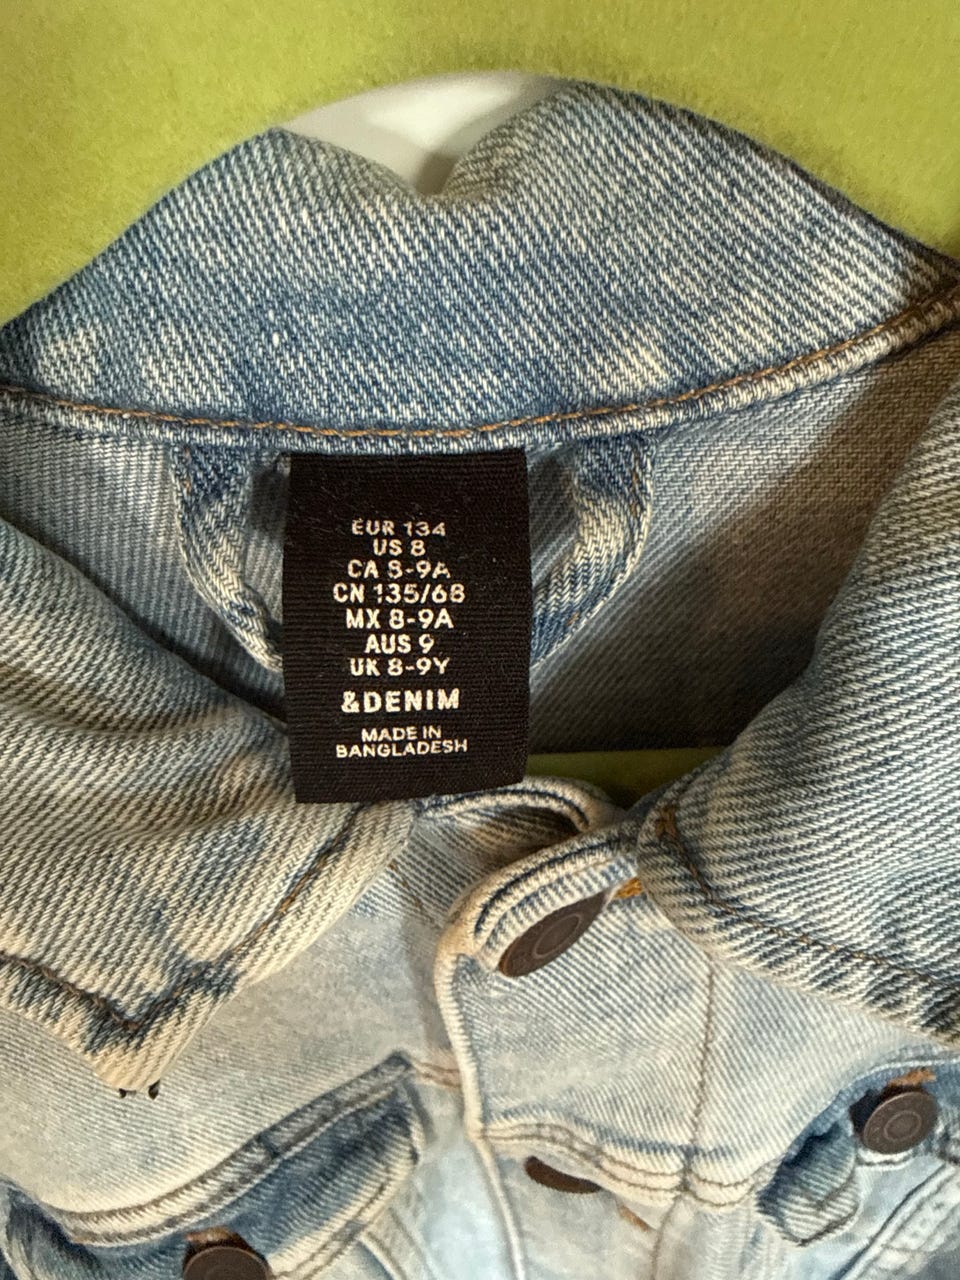 EUR 134
US 8
CA 8-9A
CN 135/68
MX 8-9A
AUS 9
UK 8-9Y
&DENIM
MADE IN
BANGLADESH